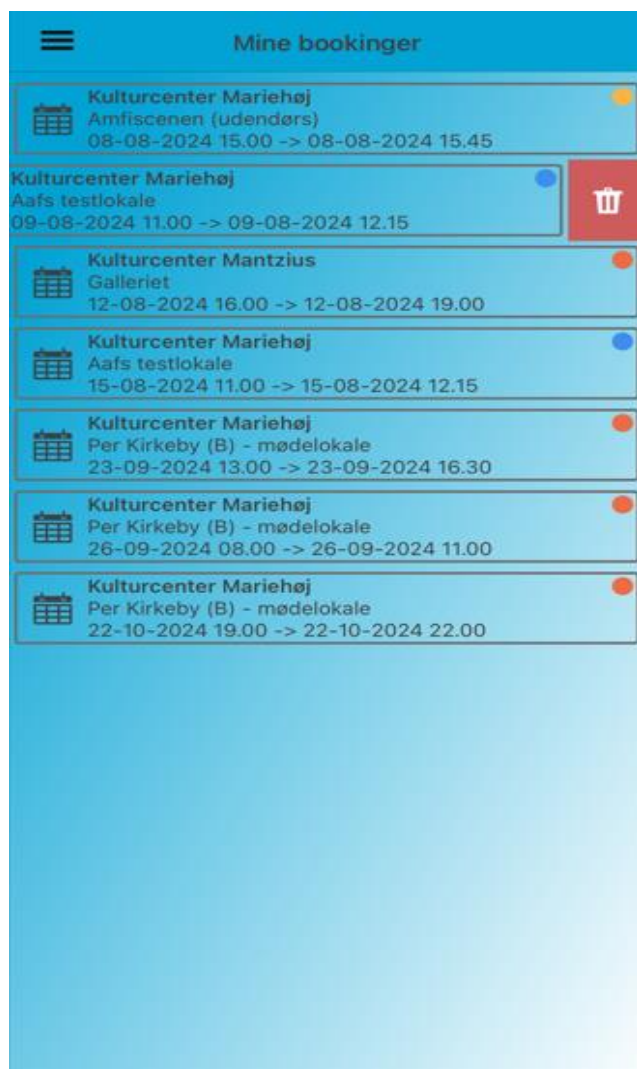 Mine bookinger
Kulturcenter Mariehøj
Amfiscenen (udendørs)
08-08-2024 15.00 -> 08-08-2024 15.45
Kulturcenter Mariehøj
Aafs testlokale
09-08-2024 11.00 -> 09-08-2024 12.15
Kulturcenter Mantzius
Galleriet
12-08-2024 16.00 -> 12-08-2024 19.00
Kulturcenter Mariehøj
Aafs testlokale
15-08-2024 11.00 -> 15-08-2024 12.15
Kulturcenter Mariehøj
Per Kirkeby (B) - mødelokale
23-09-2024 13.00 -> 23-09-2024 16.30
Kulturcenter Mariehøj
Per Kirkeby (B) - mødelokale
26-09-2024 08.00 -> 26-09-2024 11.00
Kulturcenter Mariehøj
Per Kirkeby (B) - mødelokale
22-10-2024 19.00 -> 22-10-2024 22.00